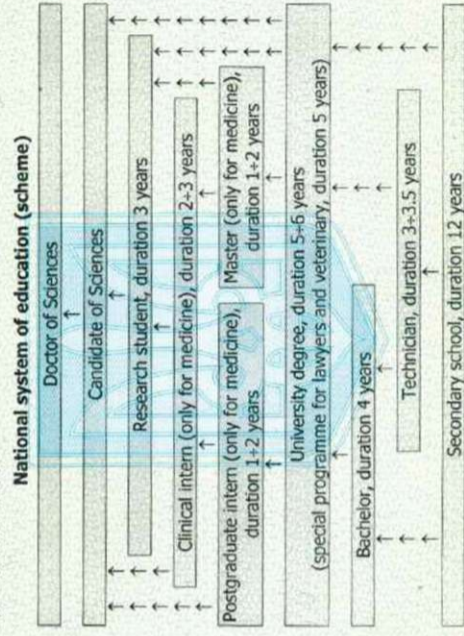 National system of education (scheme)
Doctor of Sciences
Candidate of Sciences
Research student, duration 3 years
Clinical intern (only for medicine), duration 2÷3 years
Postgraduate intern (only for medicine),
duration 1÷2 years
Master (only for medicine),
duration 1÷2 years
University degree, duration 5÷6 years
(special programme for lawyers and veterinary, duration 5 years)
Bachelor, duration 4 years
Technician, duration 3÷3.5 years
Secondary school, duration 12 years